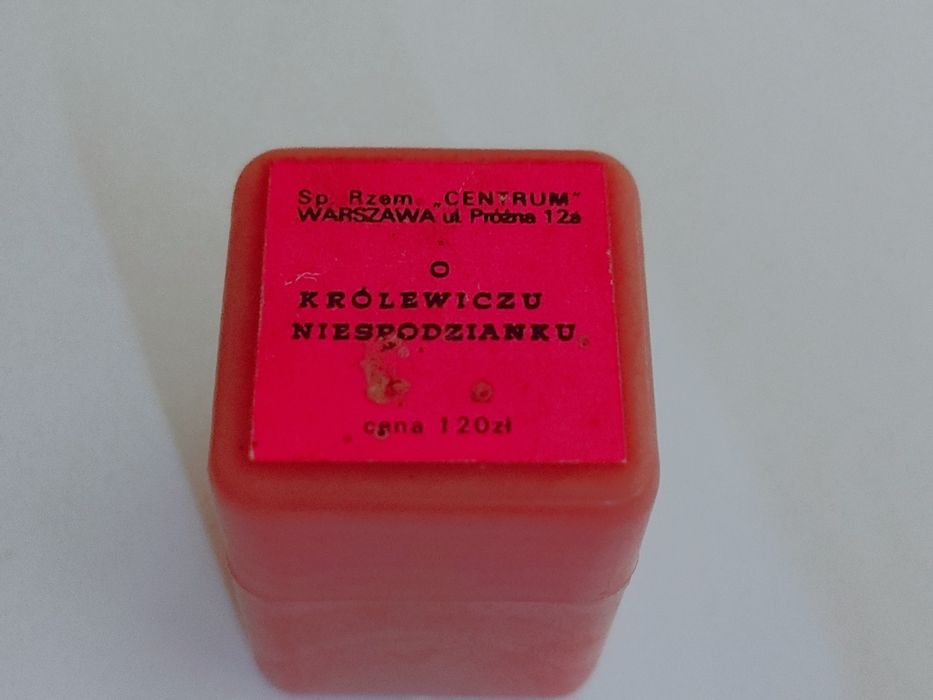 Sp. Rzem. „CENTRUM"
WARSZAWA ul. Próżna 12a
O
KRÓLEWICZU
NIESPODZIANKU
cena 120zł